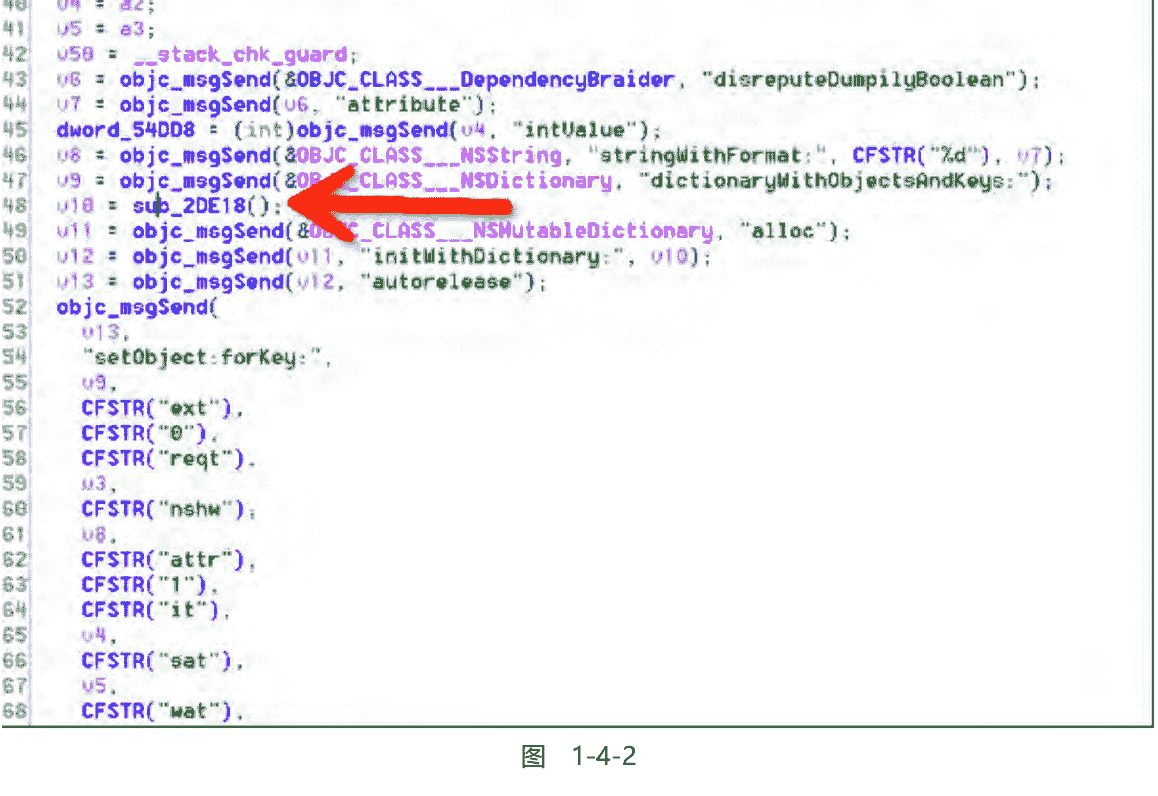 40 v4 = a2;
41 v5 = a3;
42 v58 = __stack_chk_guard;
43 v6 = objc_msgSend(&OBJC_CLASS___DependencyBraider, "disreputeDumpilyBoolean");
44 v7 = objc_msgSend(v6, "attribute");
45 dword_54DD8 = (int)objc_msgSend(v4, "intValue");
46 v8 = objc_msgSend(&OBJC_CLASS___NSString, "stringWithFormat:", CFSTR("%d"), v7);
47 v9 = objc_msgSend(&OBJC_CLASS___NSDictionary, "dictionaryWithObjectsAndKeys:");
48 v10 = sub_2DE18();
49 v11 = objc_msgSend(&OBJC_CLASS___NSMutableDictionary, "alloc");
50 v12 = objc_msgSend(v11, "initWithDictionary:", v10);
51 v13 = objc_msgSend(v12, "autorelease");
52 objc_msgSend(
53 v13,
54 "setObject:forKey:",
55 v9,
56 CFSTR("ext"),
57 CFSTR("0"),
58 CFSTR("reqt"),
59 v3,
60 CFSTR("nshw"),
61 v8,
62 CFSTR("attr"),
63 CFSTR("1"),
64 CFSTR("it"),
65 v4,
66 CFSTR("sat"),
67 v5,
68 CFSTR("wat"),
图 1-4-2